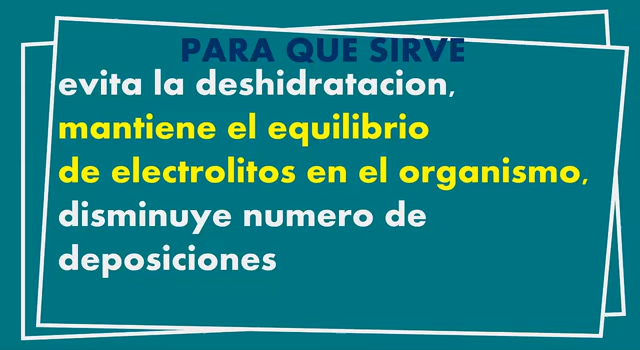 PARA QUE SIRVE
evita la deshidratacion,
mantiene el equilibrio
de electrolitos en el organismo,
disminuye numero de
deposiciones